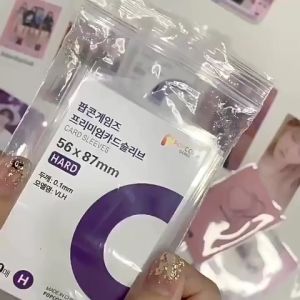 팝콘게임즈
프리미엄카드슬리브
CARD SLEEVES
56 x 87mm
HARD
두께: 0.1mm
모델명: VLH
H